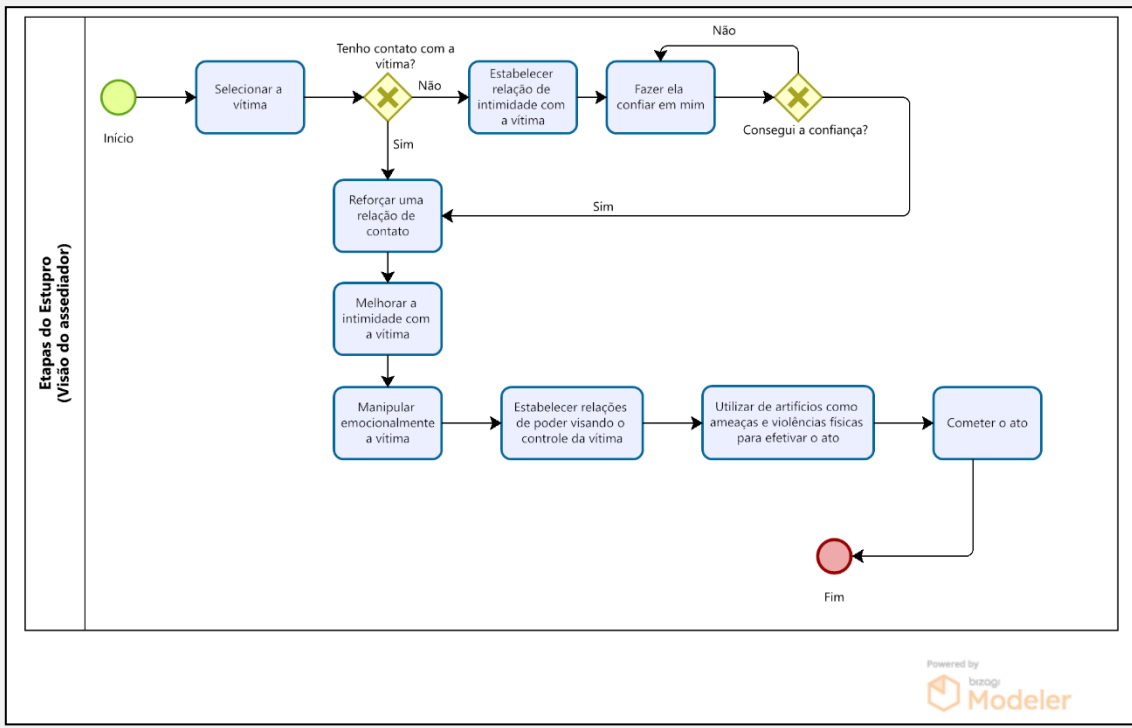 Etapas do Estupro
(Visão do assediador)
Início
Selecionar a
vítima
Tenho contato com a
vítima?
Não
Sim
Estabelecer
relação de
intimidade com
a vítima
Fazer ela
confiar em mim
Não
Consegui a confiança?
Sim
Reforçar uma
relação de
contato
Melhorar a
intimidade com
a vítima
Manipular
emocionalmente
a vítima
Estabelecer relações
de poder visando o
controle da vítima
Utilizar de artifícios como
ameaças e violências físicas
para efetivar o ato
Cometer o ato
Fim
Powered by
bizagi
Modeler